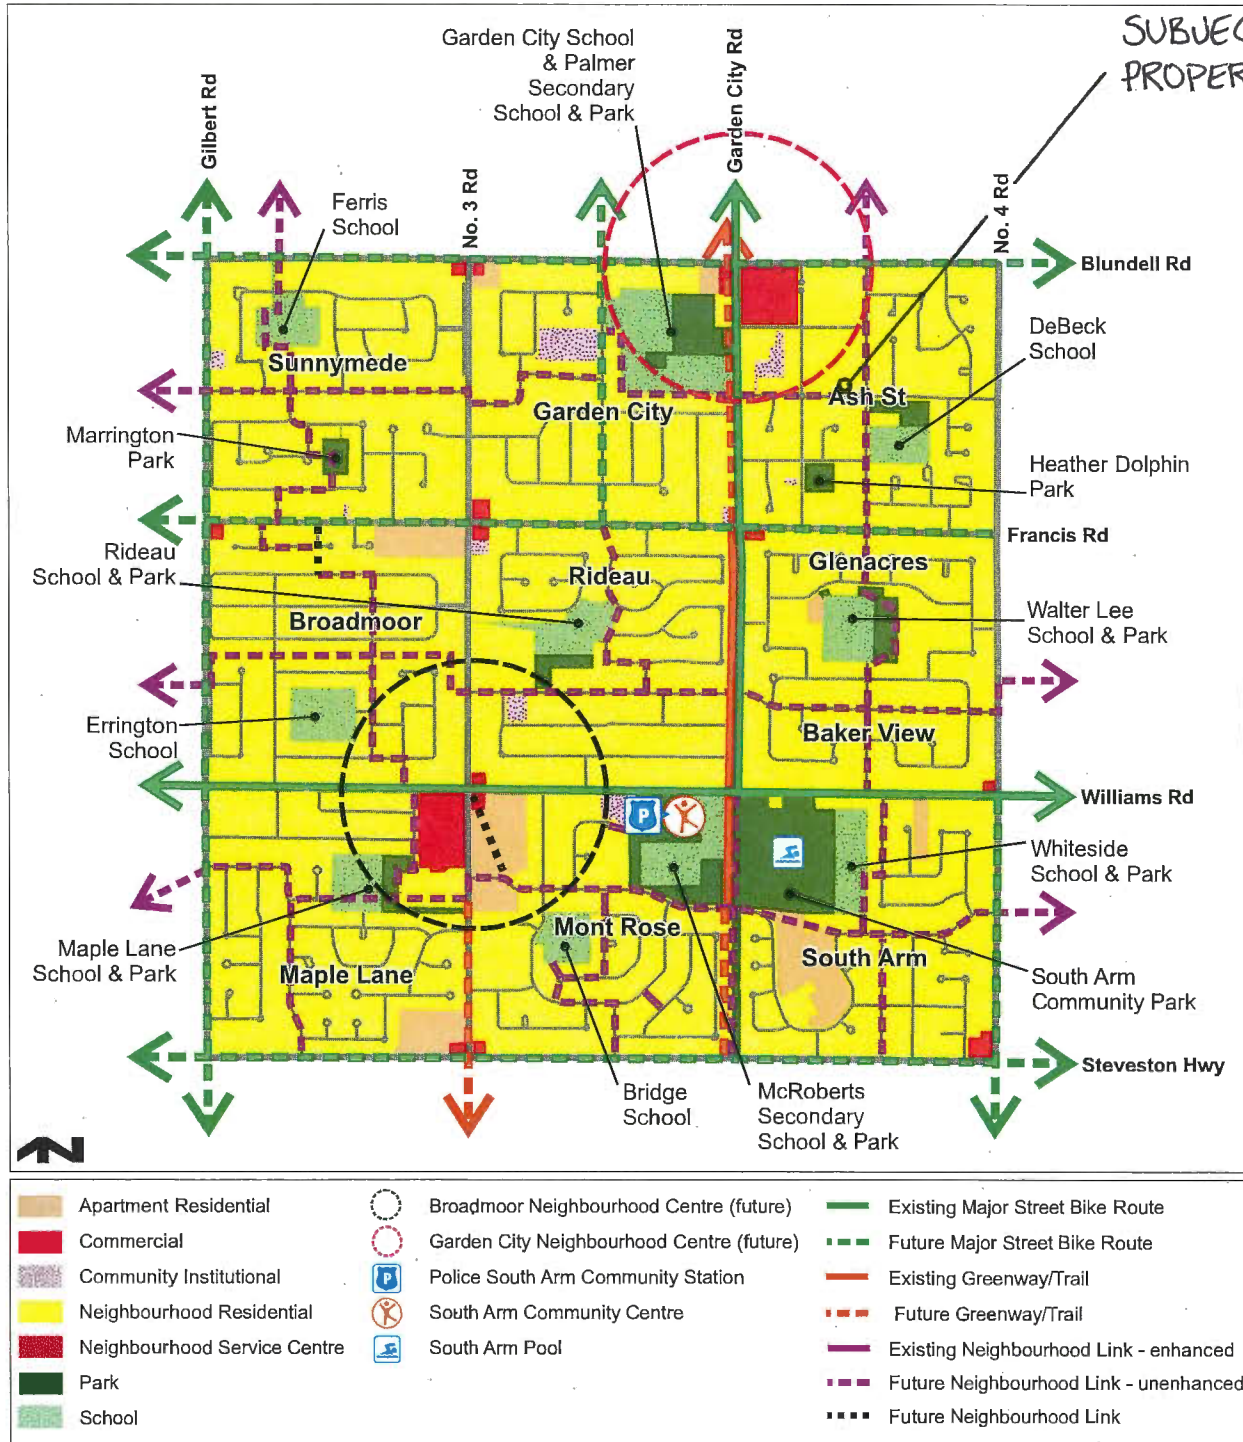 SUBJEC
PROPER
Garden City School
& Palmer
Secondary
School & Park
Garden City Rd
Gilbert Rd
No. 3 Rd
No. 4 Rd
Ferris
School
Blundell Rd
DeBeck
School
Sunnymede
Garden City
Ash St
Marrington
Park
Heather Dolphin
Park
Francis Rd
Rideau
School & Park
Rideau
Glenacres
Broadmoor
Walter Lee
School & Park
Errington
School
Baker View
Williams Rd
P
Whiteside
School & Park
Maple Lane
School & Park
Mont Rose
Maple Lane
South Arm
South Arm
Community Park
Steveston Hwy
Bridge
School
McRoberts
Secondary
School & Park
N
Apartment Residential
Commercial
Community Institutional
Neighbourhood Residential
Neighbourhood Service Centre
Park
School
Broadmoor Neighbourhood Centre (future)
Garden City Neighbourhood Centre (future)
P
Police South Arm Community Station
South Arm Community Centre
South Arm Pool
Existing Major Street Bike Route
Future Major Street Bike Route
Existing Greenway/Trail
Future Greenway/Trail
Existing Neighbourhood Link - enhanced
Future Neighbourhood Link - unenhanced
Future Neighbourhood Link